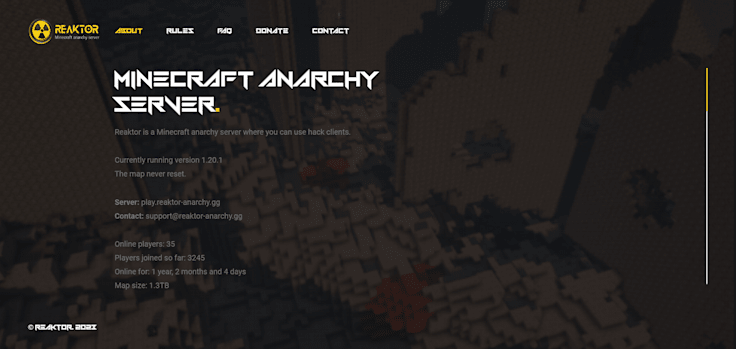 REAKTOR
Minecraft anarchy server
ABOUT RULES FAQ DONATE CONTACT
MINECRAFT ANARCHY
SERVER.
Reaktor is a Minecraft anarchy server where you can use hack clients.
Currently running version 1.20.1
The map never reset.
Server: play.reaktor-anarchy.gg
Contact: support@reaktor-anarchy.gg
Online players: 35
Players joined so far: 3245
Online for: 1 year, 2 months and 4 days
Map size: 1.3TB
© REAKTOR. 2023